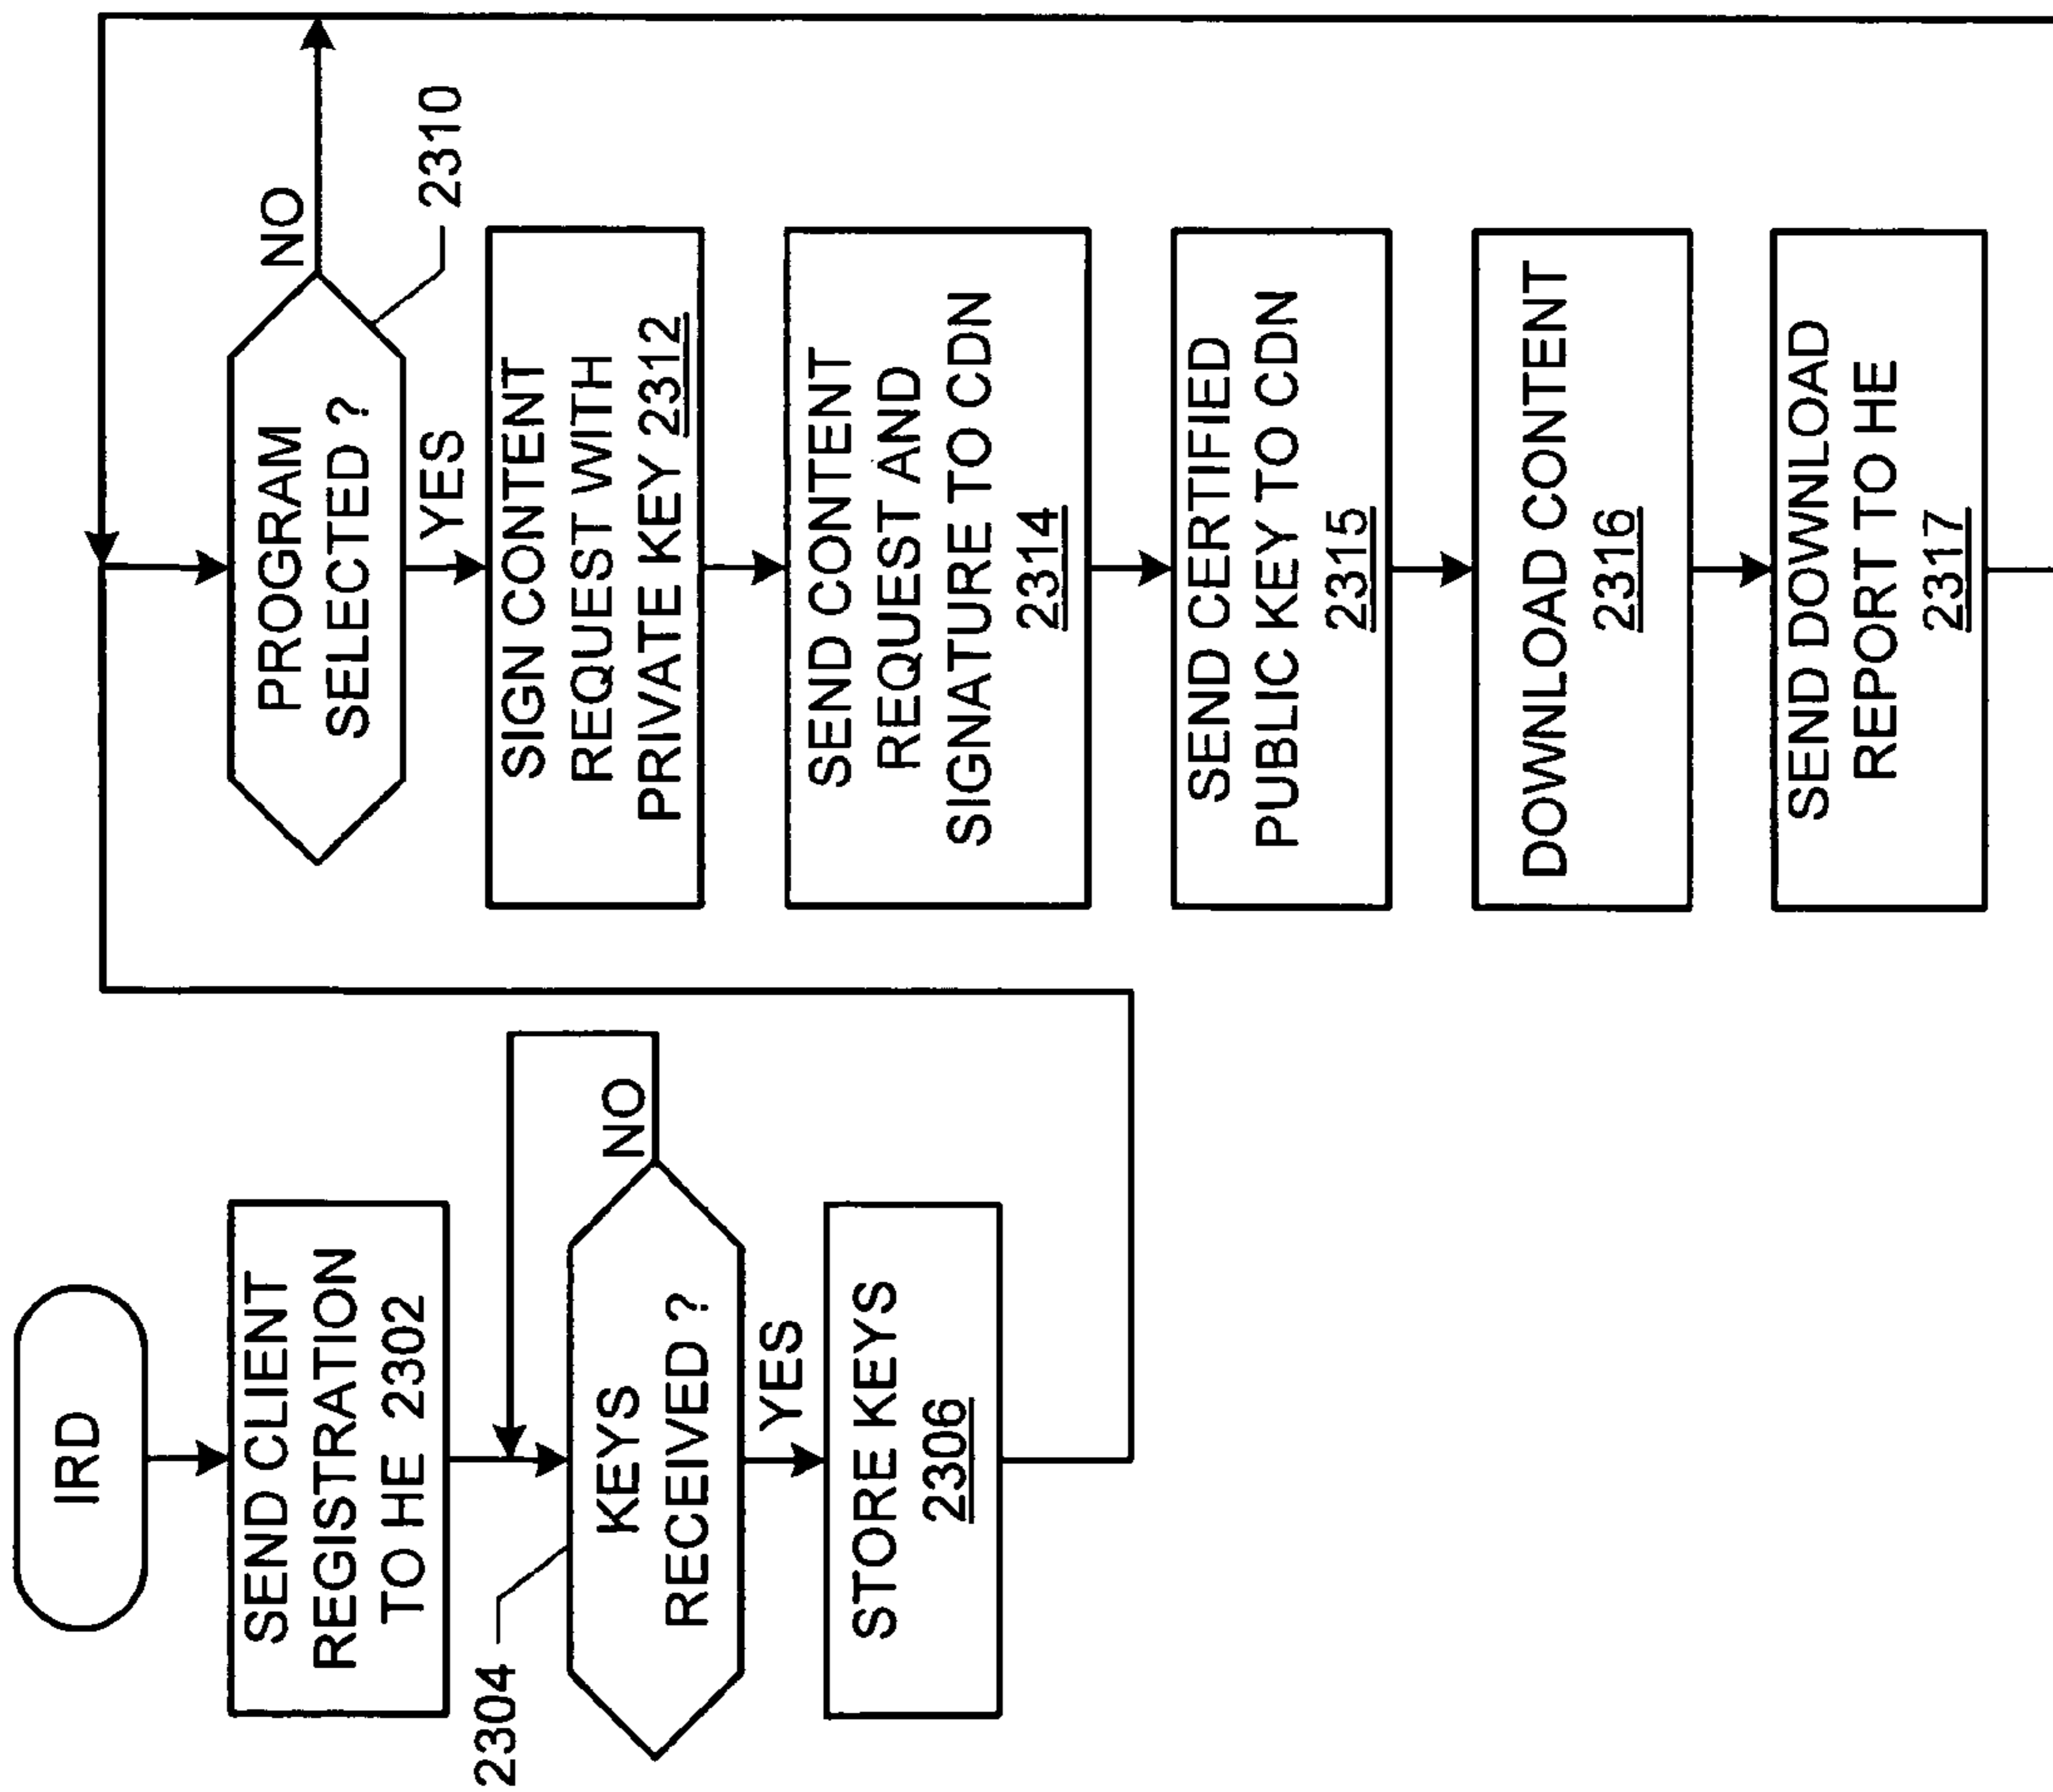 IRD
SEND CLIENT
REGISTRATION
TO HE 2302
2304
KEYS
RECEIVED ?
NO
YES
STORE KEYS
2306
PROGRAM
SELECTED ?
NO
2310
YES
SIGN CONTENT
REQUEST WITH
PRIVATE KEY 2312
SEND CONTENT
REQUEST AND
SIGNATURE TO CDN
2314
SEND CERTIFIED
PUBLIC KEY TO CDN
2315
DOWNLOAD CONTENT
2316
SEND DOWNLOAD
REPORT TO HE
2317